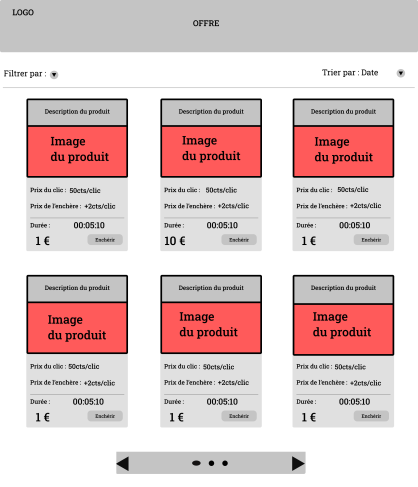 LOGO
OFFRE
Filtrer par :
Trier par : Date
Description du produit
Image
du produit
Prix du clic : 50cts/clic
Prix de l'enchère : +2cts/clic
Durée : 00:05:10
1 € Enchérir
Description du produit
Image
du produit
Prix du clic : 50cts/clic
Prix de l'enchère : +2cts/clic
Durée : 00:05:10
10 € Enchérir
Description du produit
Image
du produit
Prix du clic : 50cts/clic
Prix de l'enchère : +2cts/clic
Durée : 00:05:10
1 € Enchérir
Description du produit
Image
du produit
Prix du clic : 50cts/clic
Prix de l'enchère : +2cts/clic
Durée : 00:05:10
1 € Enchérir
Description du produit
Image
du produit
Prix du clic : 50cts/clic
Prix de l'enchère : +2cts/clic
Durée : 00:05:10
1 € Enchérir
Description du produit
Image
du produit
Prix du clic : 50cts/clic
Prix de l'enchère : +2cts/clic
Durée : 00:05:10
1 € Enchérir